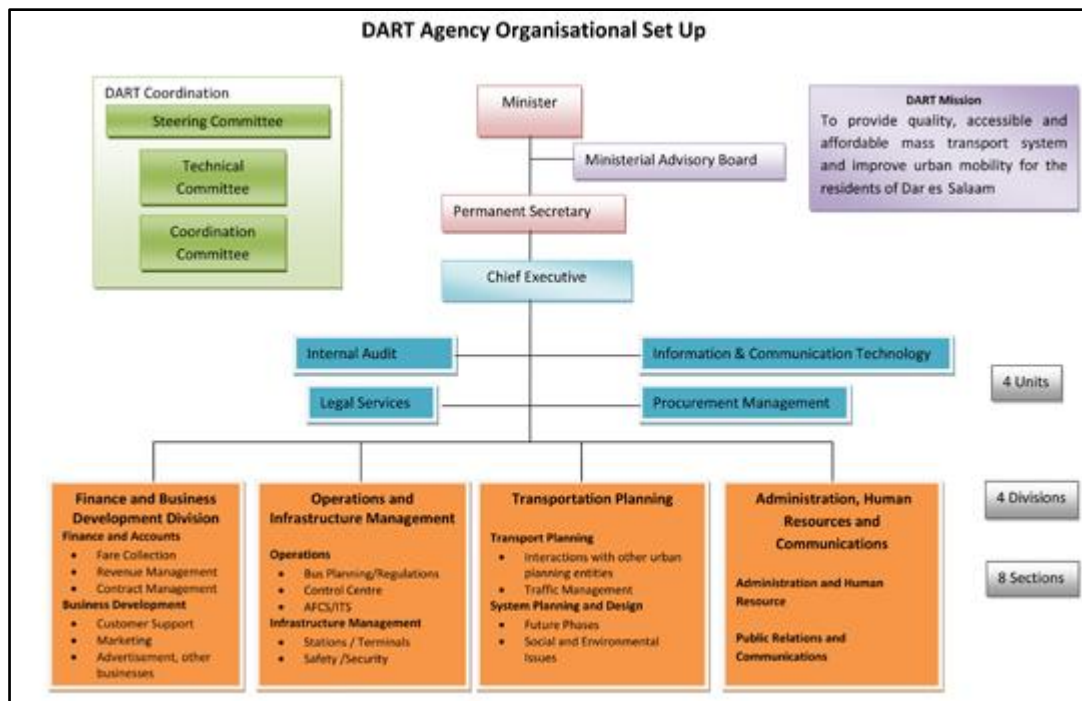 DART Agency Organisational Set Up
DART Coordination
Steering Committee
Technical
Committee
Coordination
Committee
Minister
Ministerial Advisory Board
Permanent Secretary
Chief Executive
DART Mission
To provide quality, accessible and
affordable mass transport system
and improve urban mobility for the
residents of Dar es Salaam
Internal Audit
Information & Communication Technology
Legal Services
Procurement Management
4 Units
Finance and Business
Development Division
Finance and Accounts
• Fare Collection
• Revenue Management
• Contract Management
Business Development
• Customer Support
• Marketing
• Advertisement, other
businesses
Operations and
Infrastructure Management
Operations
• Bus Planning/Regulations
• Control Centre
• AFCS/ITS
Infrastructure Management
• Stations / Terminals
• Safety /Security
Transportation Planning
Transport Planning
• Interactions with other urban
planning entities
• Traffic Management
System Planning and Design
• Future Phases
• Social and Environmental
Issues
Administration, Human
Resources and
Communications
Administration and Human
Resource
Public Relations and
Communications
4 Divisions
8 Sections